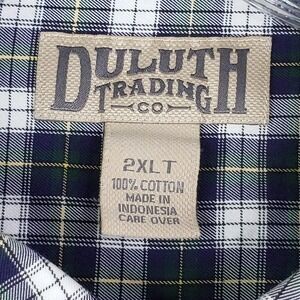 DULUTH
TRADING
CO
2XLT
100% COTTON
MADE IN
INDONESIA
CARE OVER